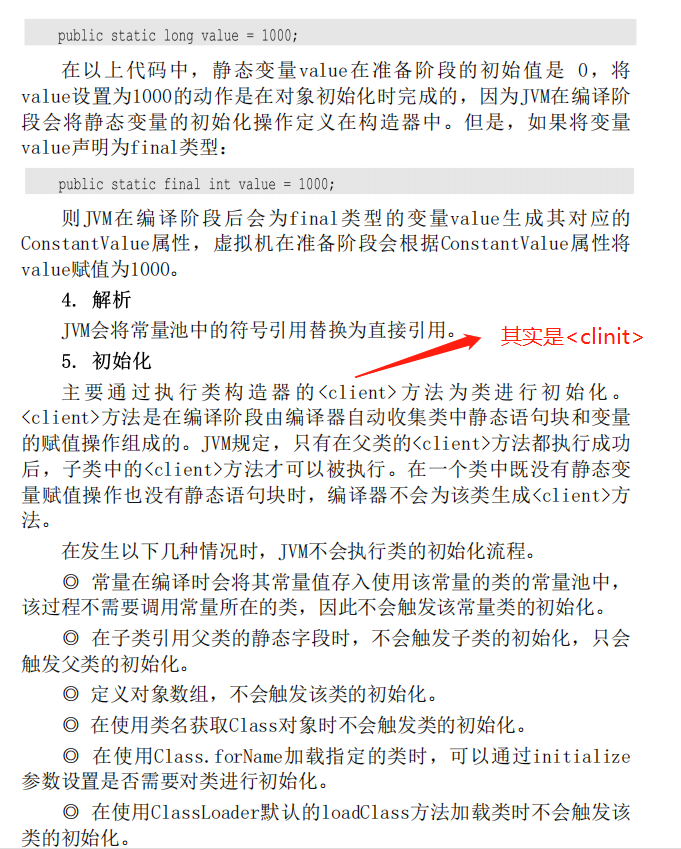 public static long value = 1000;
在以上代码中，静态变量value在准备阶段的初始值是 0，将
value设置为1000的动作是在对象初始化时完成的，因为JVM在编译阶
段会将静态变量的初始化操作定义在构造器中。但是，如果将变量
value声明为final类型：
public static final int value = 1000;
则JVM在编译阶段后会为final类型的变量value生成其对应的
ConstantValue属性，虚拟机在准备阶段会根据ConstantValue属性将
value赋值为1000。
4. 解析
JVM会将常量池中的符号引用替换为直接引用。
其实是<clinit>
5. 初始化
主要通过执行类构造器的<client>方法为类进行初始化。
<client>方法是在编译阶段由编译器自动收集类中静态语句块和变量
的赋值操作组成的。JVM规定，只有在父类的<client>方法都执行成功
后，子类中的<client>方法才可以被执行。在一个类中既没有静态变
量赋值操作也没有静态语句块时，编译器不会为该类生成<client>方
法。
在发生以下几种情况时，JVM不会执行类的初始化流程。
◎ 常量在编译时会将其常量值存入使用该常量的类的常量池中，
该过程不需要调用常量所在的类，因此不会触发该常量类的初始化。
◎ 在子类引用父类的静态字段时，不会触发子类的初始化，只会
触发父类的初始化。
◎ 定义对象数组，不会触发该类的初始化。
◎ 在使用类名获取Class对象时不会触发类的初始化。
◎ 在使用Class.forName加载指定的类时，可以通过initialize
参数设置是否需要对类进行初始化。
◎ 在使用ClassLoader默认的loadClass方法加载类时不会触发该
类的初始化。